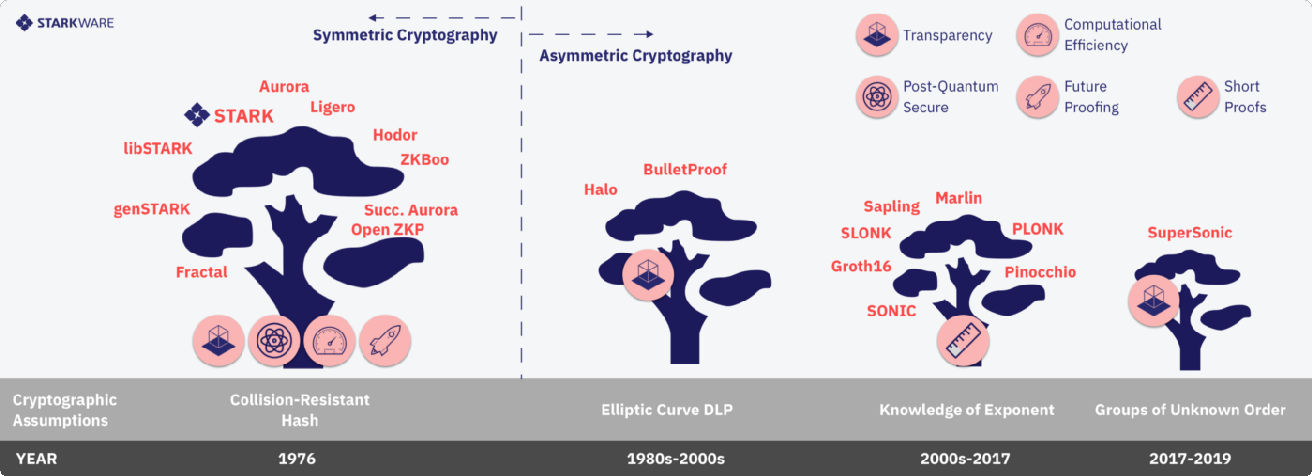 STARKWARE
Symmetric Cryptography
Asymmetric Cryptography
Transparency
Computational
Efficiency
Post-Quantum
Secure
Future
Proofing
Short
Proofs
Aurora
Ligero
STARK
Hodor
libSTARK
ZKBoo
genSTARK
Succ. Aurora
Open ZKP
Fractal
BulletProof
Halo
Marlin
Sapling
SLONK
PLONK
Groth16
Pinocchio
SONIC
SuperSonic
Cryptographic
Assumptions
Collision-Resistant
Hash
Elliptic Curve DLP
Knowledge of Exponent
Groups of Unknown Order
YEAR
1976
1980s-2000s
2000s-2017
2017-2019